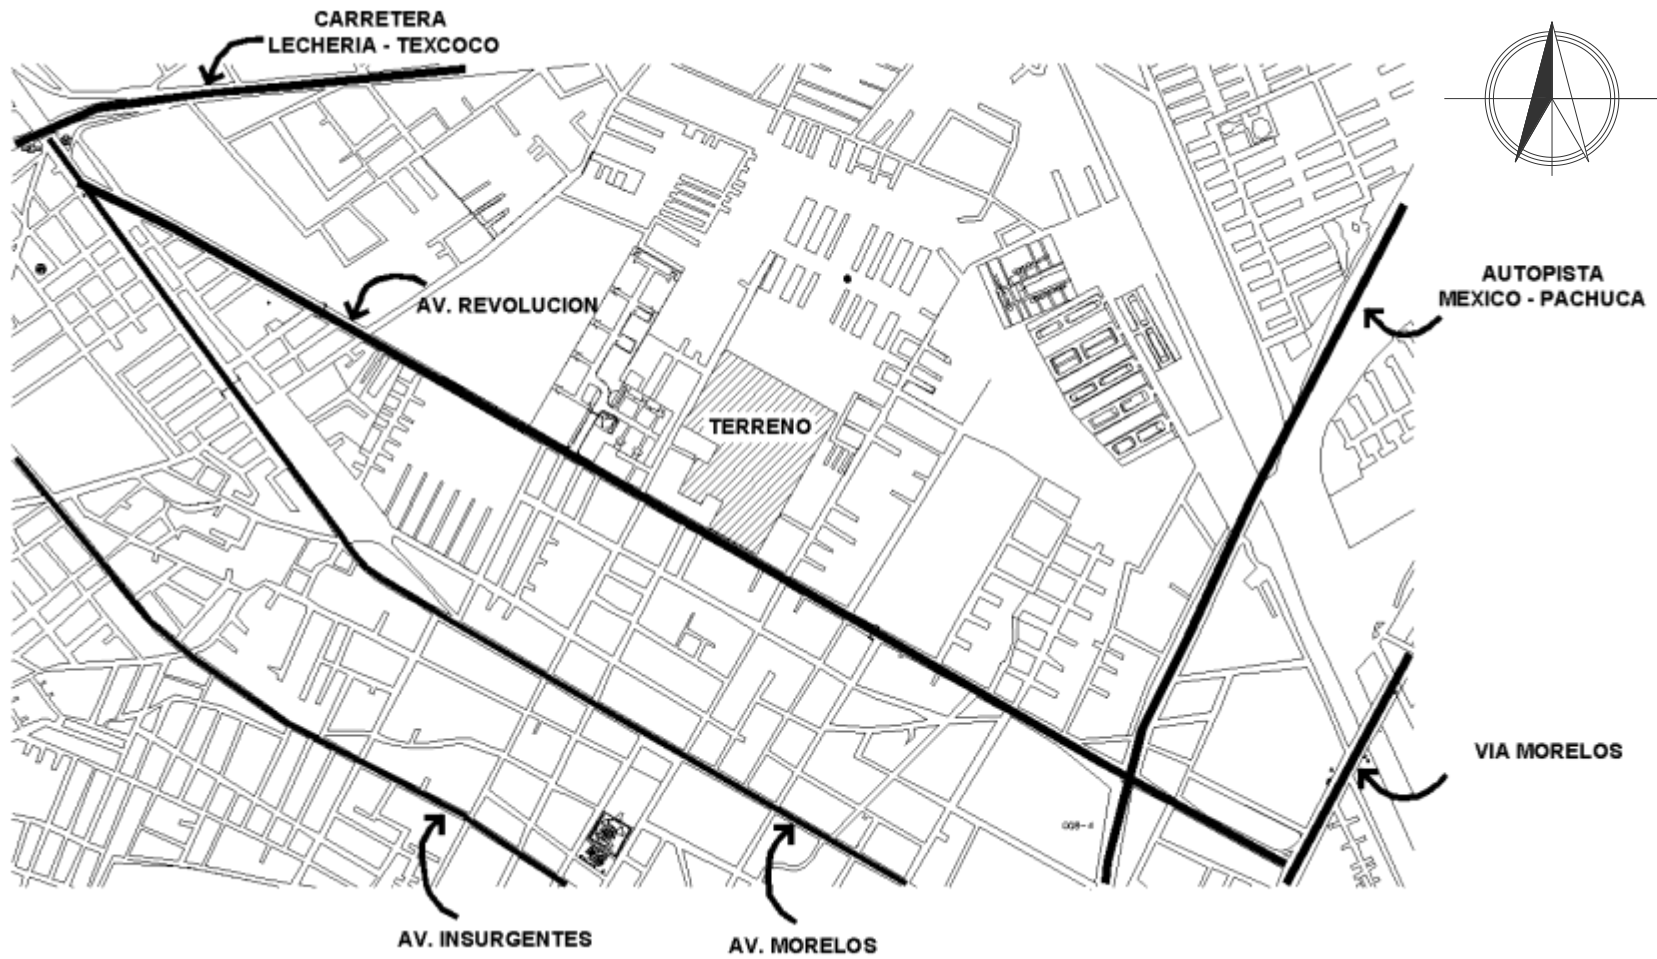 CARRETERA
LECHERIA - TEXCOCO
AV. REVOLUCION
AUTOPISTA
MEXICO - PACHUCA
TERRENO
VIA MORELOS
AV. INSURGENTES
AV. MORELOS